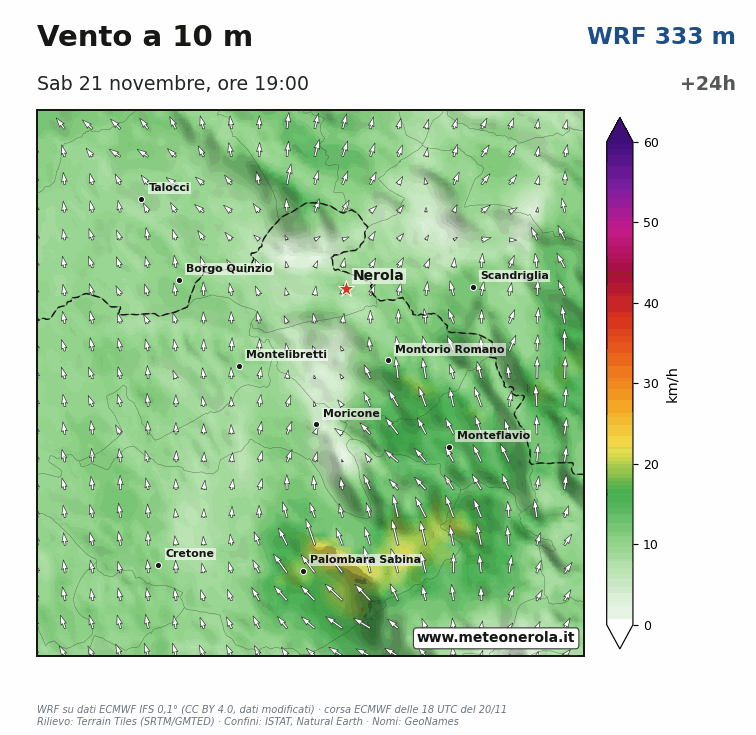 Vento a 10 m
WRF 333 m
Sab 21 novembre, ore 19:00
+24h
Talocci
Borgo Quinzio
Nerola
Scandriglia
Montelibretti
Montorio Romano
Moricone
Monteflavio
Cretone
Palombara Sabina
www.meteonerola.it
60
50
40
30
20
10
0
km/h
WRF su dati ECMWF IFS 0,1° (CC BY 4.0, dati modificati) · corsa ECMWF delle 18 UTC del 20/11
Rilievo: Terrain Tiles (SRTM/GMTED) · Confini: ISTAT, Natural Earth · Nomi: GeoNames